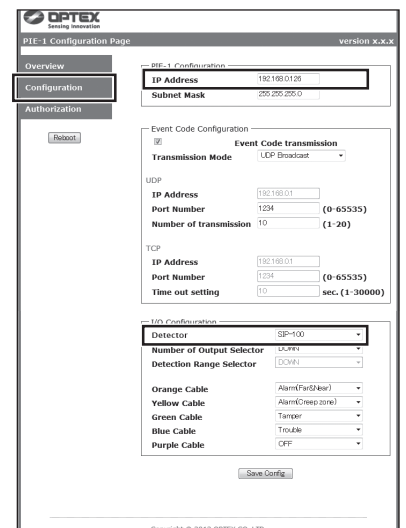 OPTEX
Sensing Innovation
PIE-1 Configuration Page version x.x.x
Overview
Configuration
Authorization
Reboot
PIE-1 Configuration
IP Address 192.168.0.126
Subnet Mask 255.255.255.0
Event Code Configuration
Event Code transmission
Transmission Mode UDP Broadcast
UDP
IP Address 192.168.0.1
Port Number 1234 (0-65535)
Number of transmission 10 (1-20)
TCP
IP Address 192.168.0.1
Port Number 1234 (0-65535)
Time out setting 10 sec. (1-30000)
I/O Configuration
Detector SIP-100
Number of Output Selector DOWN
Detection Range Selector DOWN
Orange Cable Alarm(Far&Near)
Yellow Cable Alarm(Creep zone)
Green Cable Tamper
Blue Cable Trouble
Purple Cable OFF
Save Config
Copyright © 2012 OPTEX CO.,LTD.